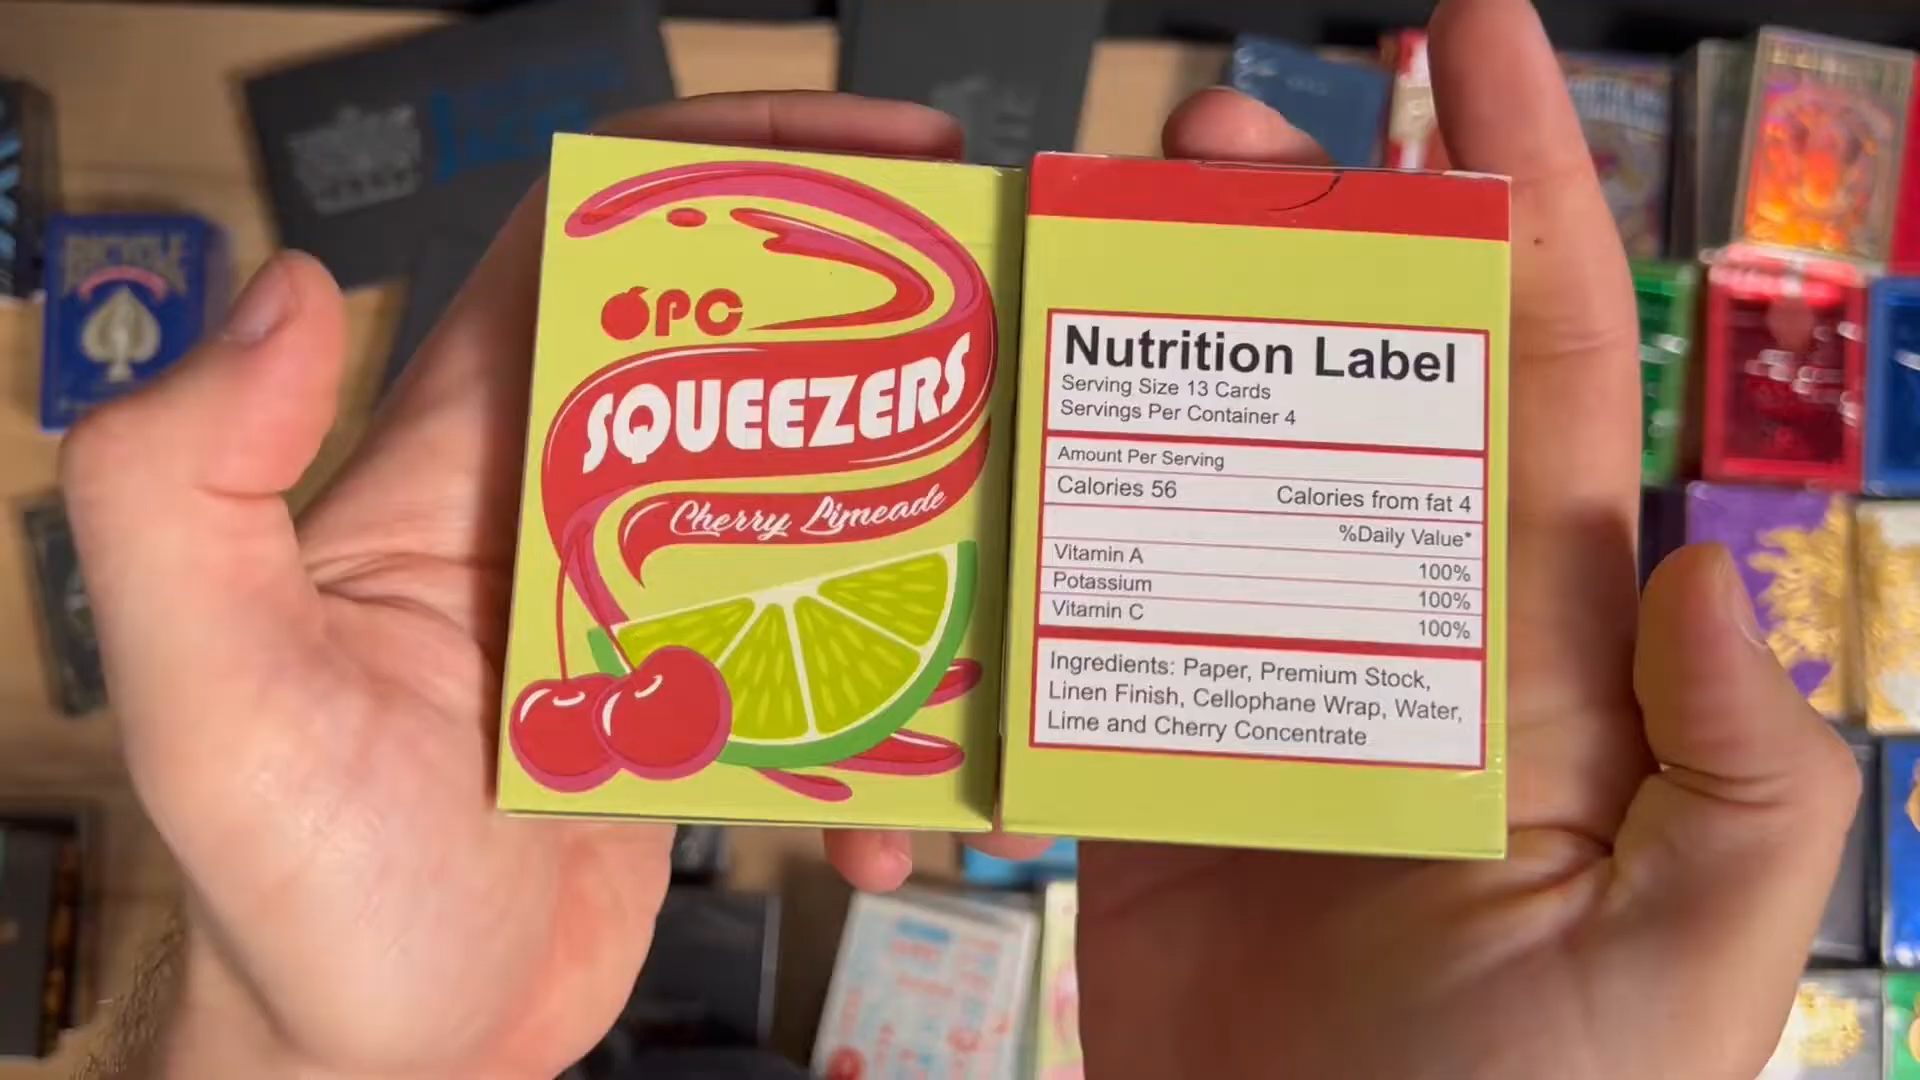 OPC
SQUEEZERS
Cherry Limeade
Nutrition Label
Serving Size 13 Cards
Servings Per Container 4
Amount Per Serving
Calories 56 Calories from fat 4
%Daily Value*
Vitamin A 100%
Potassium 100%
Vitamin C 100%
Ingredients: Paper, Premium Stock,
Linen Finish, Cellophane Wrap, Water,
Lime and Cherry Concentrate
BICYCLE